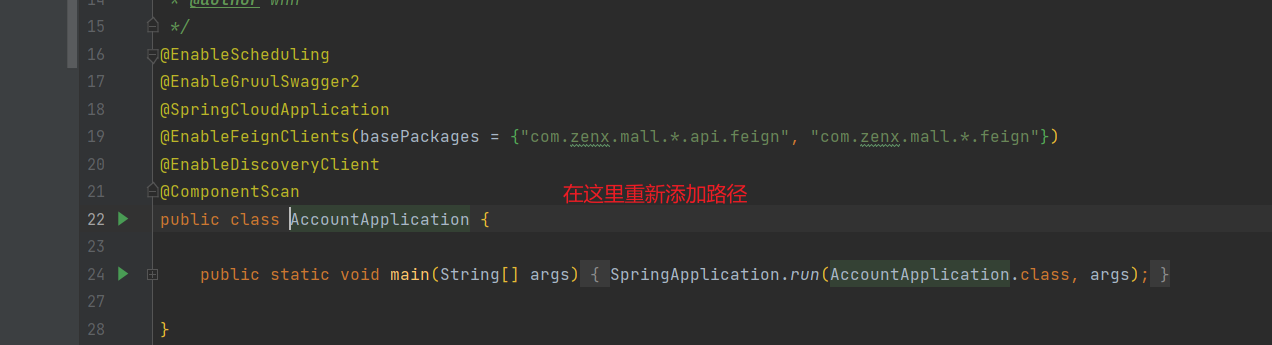 14 * @author whh
15 */
16 @EnableScheduling
17 @EnableGruulSwagger2
18 @SpringCloudApplication
19 @EnableFeignClients(basePackages = {"com.zenx.mall.*.api.feign", "com.zenx.mall.*.feign"})
20 @EnableDiscoveryClient
21 @ComponentScan 在这里重新添加路径
22 public class AccountApplication {
23
24 public static void main(String[] args) { SpringApplication.run(AccountApplication.class, args); }
27
28 }